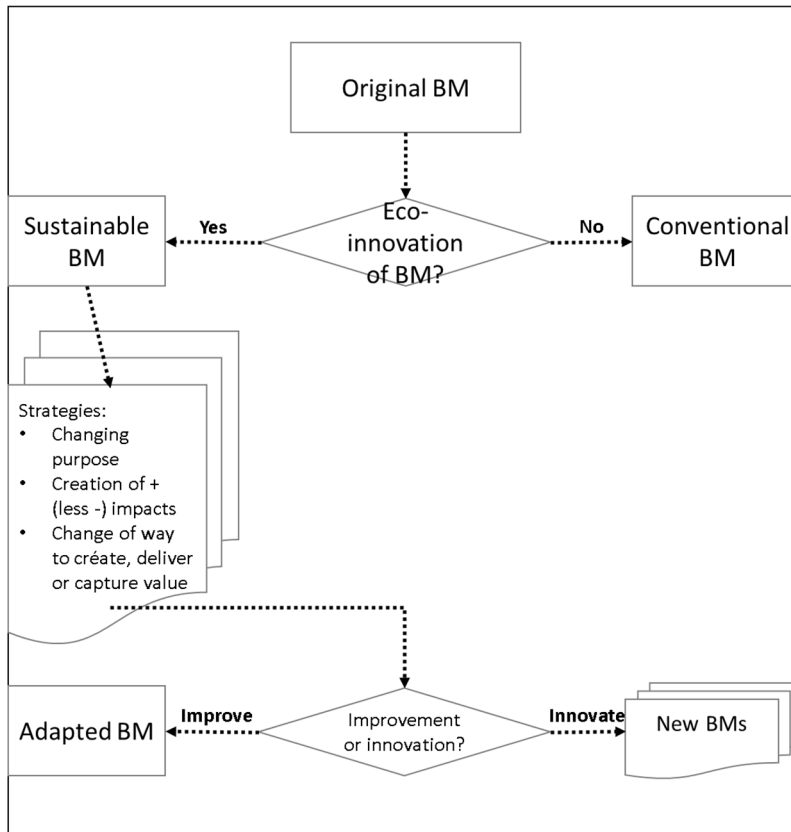 Original BM
Eco-
innovation
of BM?
Yes
No
Sustainable
BM
Conventional
BM
Strategies:
• Changing
purpose
• Creation of +
(less -) impacts
• Change of way
to créate, deliver
or capture value
Improvement
or innovation?
Improve
Innovate
Adapted BM
New BMs